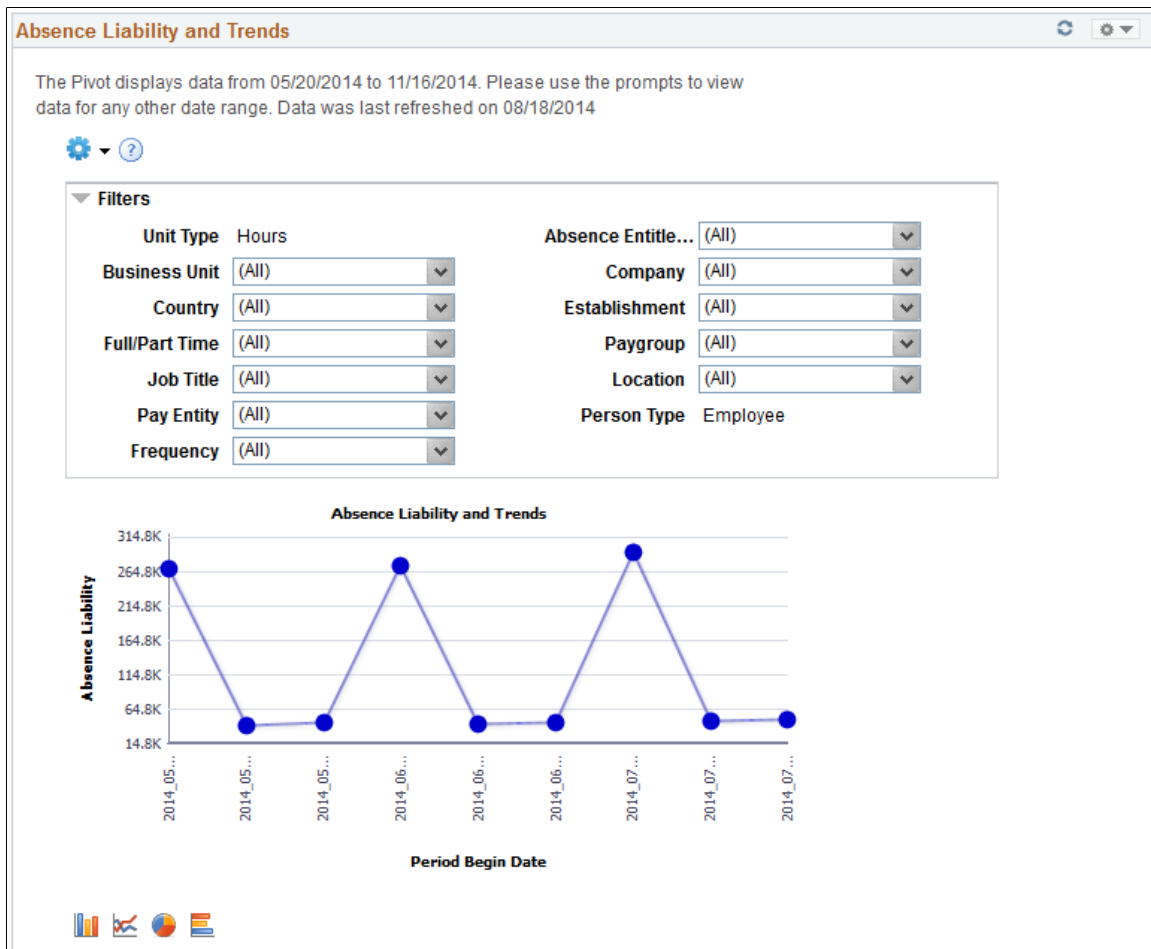 Absence Liability and Trends
The Pivot displays data from 05/20/2014 to 11/16/2014. Please use the prompts to view
data for any other date range. Data was last refreshed on 08/18/2014
?
Filters
Unit Type Hours Absence Entitle... (All)
Business Unit (All) Company (All)
Country (All) Establishment (All)
Full/Part Time (All) Paygroup (All)
Job Title (All) Location (All)
Pay Entity (All) Person Type Employee
Frequency (All)
Absence Liability and Trends
Absence Liability
314.8K
264.8K
214.8K
164.8K
114.8K
64.8K
14.8K
2014_05...
2014_05...
2014_05...
2014_06...
2014_06...
2014_06...
2014_07...
2014_07...
2014_07...
Period Begin Date